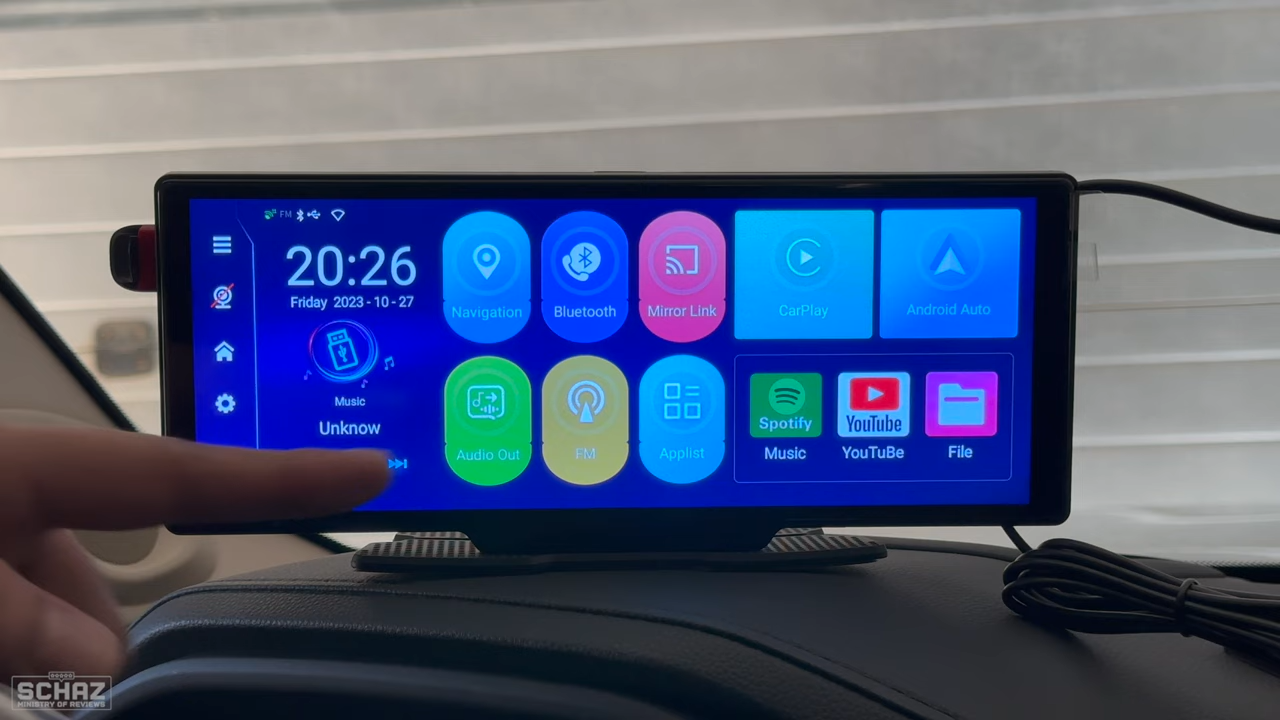 FM
20:26
Friday 2023-10-27
Music
Unknow
Navigation
Bluetooth
Mirror Link
CarPlay
Android Auto
Audio Out
FM
Applist
Spotify
YouTube
Music
YouTuBe
File
SCHAZ
MINISTRY OF REVIEWS